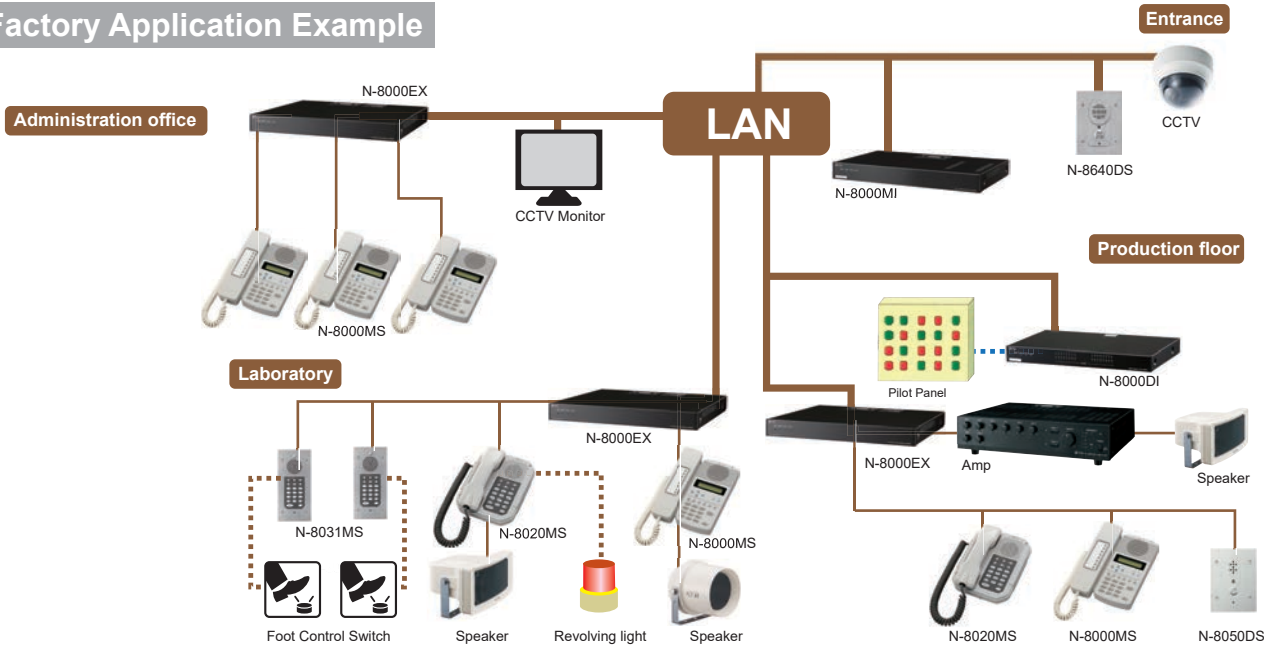 Factory Application Example
Entrance
N-8000EX
Administration office
LAN
CCTV
N-8640DS
N-8000MI
CCTV Monitor
Production floor
N-8000MS
Laboratory
N-8000DI
Pilot Panel
N-8000EX
N-8000EX
Amp
Speaker
N-8031MS
N-8020MS
N-8000MS
Foot Control Switch
Speaker
Revolving light
Speaker
N-8020MS
N-8000MS
N-8050DS